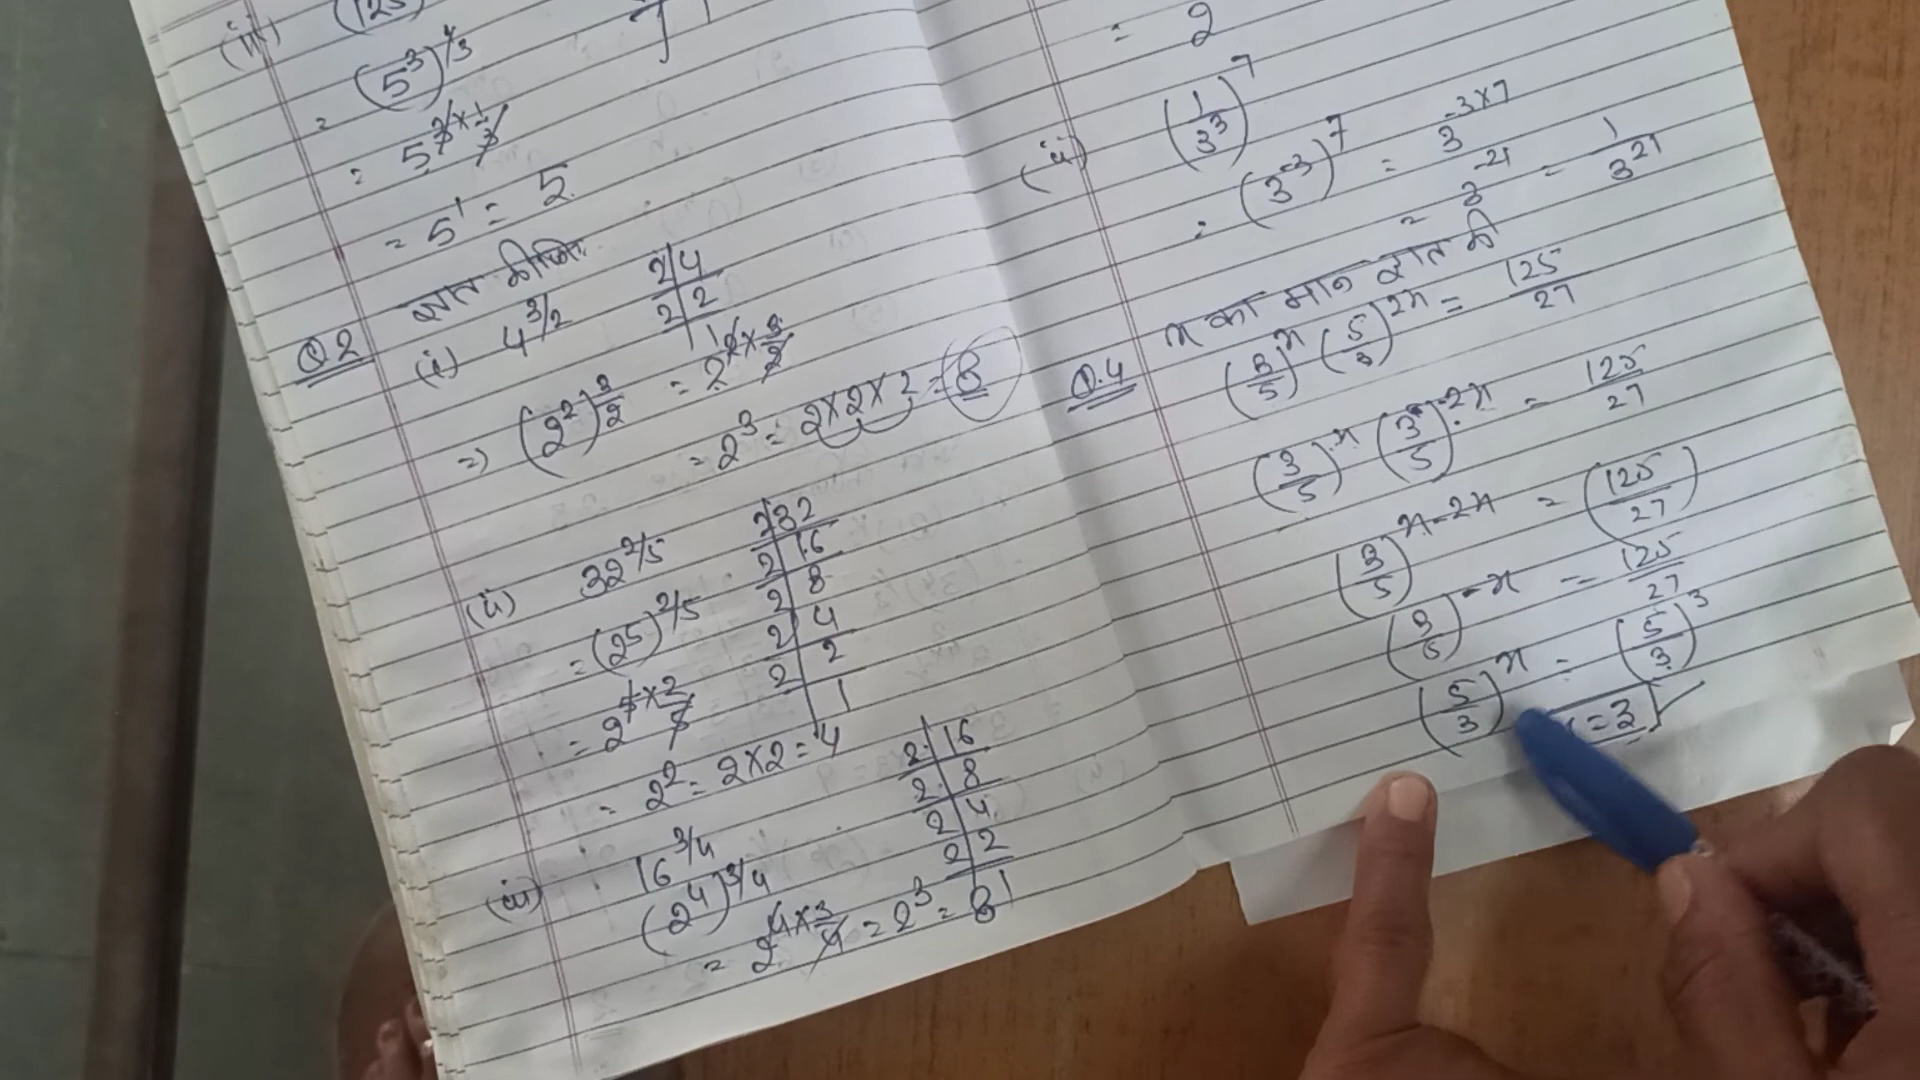 (iii) (125)
= (5³)^1/3
= 5^3×1/3
= 5¹ = 5
Q2 ज्ञात कीजिए
(i) 4^3/2
2|4
2|2
1
=> (2²)^3/2 = 2^2×3/2
= 2³ = 2×2×2 = 8
(ii) 32^2/5
2|32
2|16
2|8
2|4
2|2
1
= (2⁵)^2/5
= 2^5×2/5
= 2² = 2×2 = 4
(iii) 16^3/4
2|16
2|8
2|4
2|2
1
(2⁴)^3/4
= 2^4×3/4 = 2³ = 8
= 2
(ii) (1/3³)⁷
= (3⁻³)⁷ = 3^-3×7
= 3⁻²¹ = 1/3²¹
Q.4 x का मान ज्ञात की
(3/5)^x (5/3)^2x = 125/27
(3/5)^x (3/5)^-2x = 125/27
(3/5)^x-2x = (125/27)
(3/5)^-x = 125/27
(5/3)^x = (5/3)³
x = 3